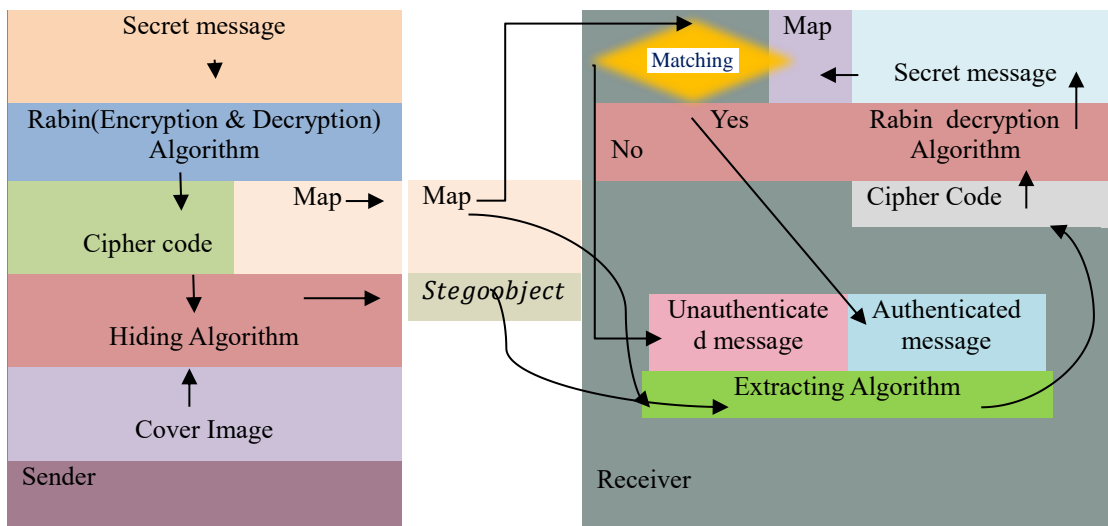 Secret message
Rabin(Encryption & Decryption)
Algorithm
Map
Cipher code
Hiding Algorithm
Cover Image
Sender
Map
Stegoobject
Matching
Map
Secret message
Yes
No
Rabin decryption
Algorithm
Cipher Code
Unauthenticate
d message
Authenticated
message
Extracting Algorithm
Receiver